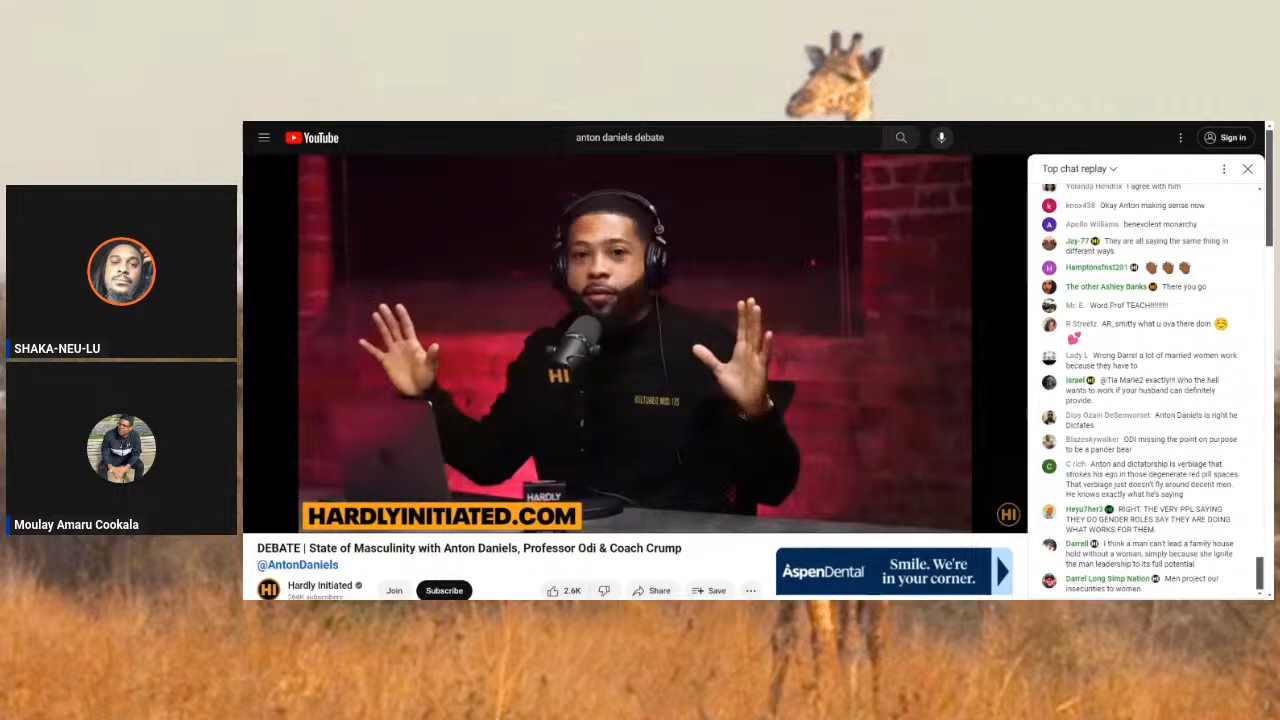 YouTube
anton daniels debate
Sign in
SHAKA-NEU-LU
Moulay Amaru Cookala
HI
KULTURED MISFITS
HARDLY
HARDLYINITIATED.COM
HI
DEBATE | State of Masculinity with Anton Daniels, Professor Odi & Coach Crump
@AntonDaniels
HI
Hardly Initiated
266K subscribers
Join
Subscribe
2.6K
Share
Save
AspenDental
Smile. We're
in your corner.
Top chat replay
Yolanda Hendrix I agree with him
k knox438 Okay Anton making sense now
A Apollo Williams benevolent monarchy
Jay-77 They are all saying the same thing in
different ways
H Hamptonsfnst201
The other Ashley Banks There you go
Mr. E. Word Prof TEACH!!!!!!!!!
R Streetz AR_smitty what u ova there doin
Lady L Wrong Darrel a lot of married women work
because they have to
Israel @Tia Marie2 exactly!!! Who the hell
wants to work if your husband can definitely
provide.
Dios Ozain DeSenworset Anton Daniels is right he
Dictates
Blazeskywalker ODI missing the point on purpose
to be a pander bear
C C rich Anton and dictatorship is verbiage that
strokes his ego in those degenerate red pill spaces.
That verbiage just doesn't fly around decent men.
He knows exactly what he's saying
Heyu7her3 RIGHT. THE VERY PPL SAYING
THEY DO GENDER ROLES SAY THEY ARE DOING
WHAT WORKS FOR THEM.
Darrell I think a man can't lead a family house
hold without a woman, simply because she ignite
the man leadership to its full potential
Darrel Long Simp Nation Men project our
insecurities to women